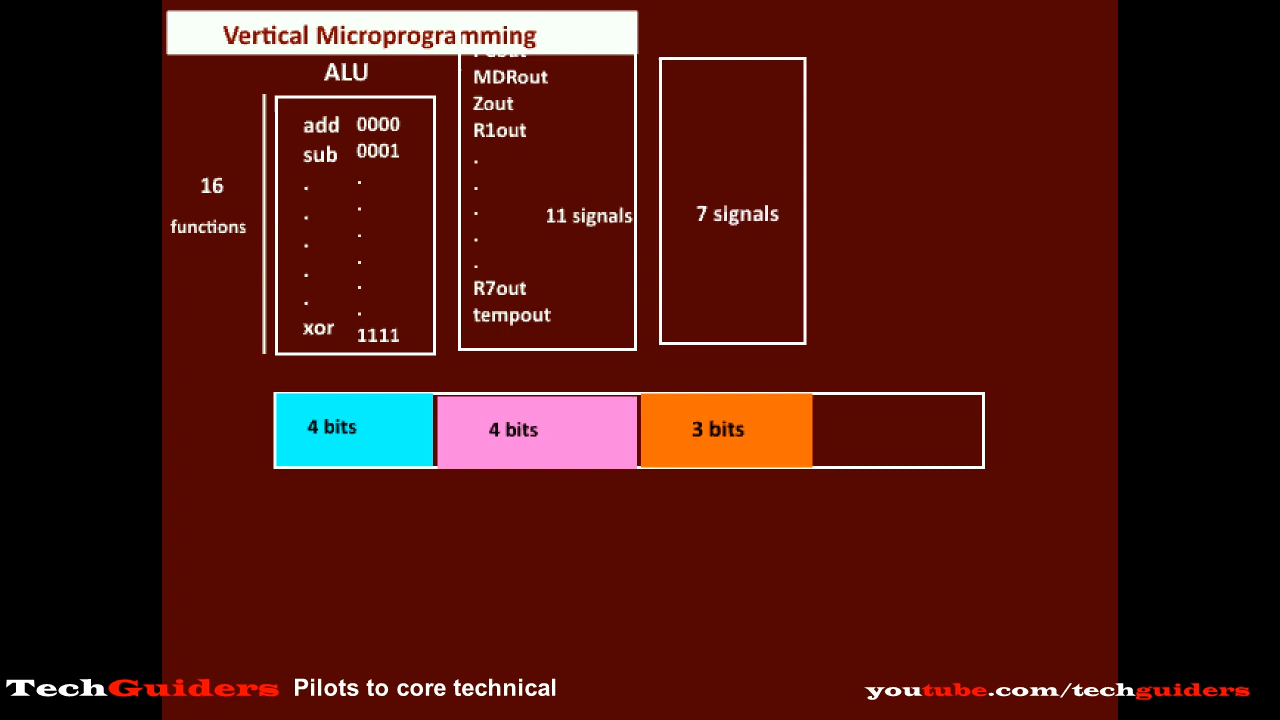 Vertical Microprogramming
ALU
add 0000
sub 0001
. .
. .
. .
. .
. .
xor .
1111
16
functions
MDRout
Zout
R1out
.
.
.
11 signals
.
.
R7out
tempout
7 signals
4 bits
4 bits
3 bits
TechGuiders Pilots to core technical
youtube.com/techguiders